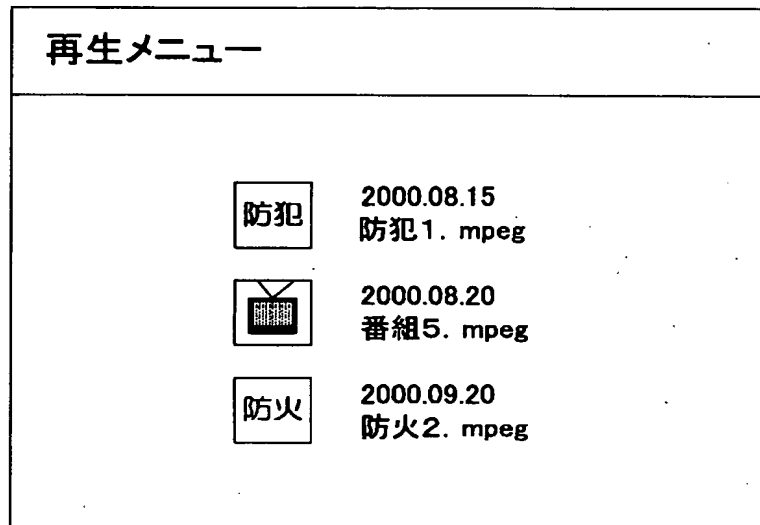 再生メニュー
防犯
2000.08.15
防犯1. mpeg
2000.08.20
番組5. mpeg
防火
2000.09.20
防火2. mpeg